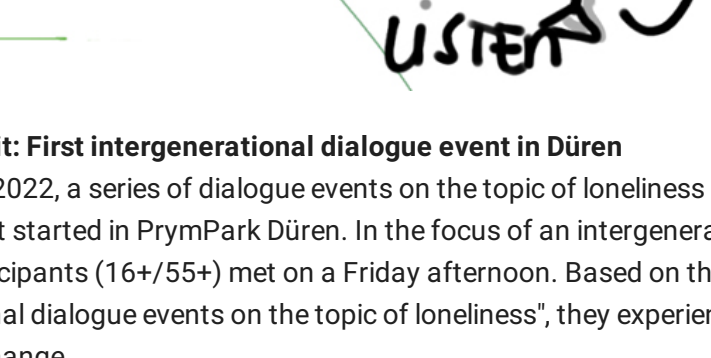 LISTEN
it: First intergenerational dialogue event in Düren
2022, a series of dialogue events on the topic of loneliness
t started in PrymPark Düren. In the focus of an intergenera
cipants (16+/55+) met on a Friday afternoon. Based on th
nal dialogue events on the topic of loneliness", they experien
ange